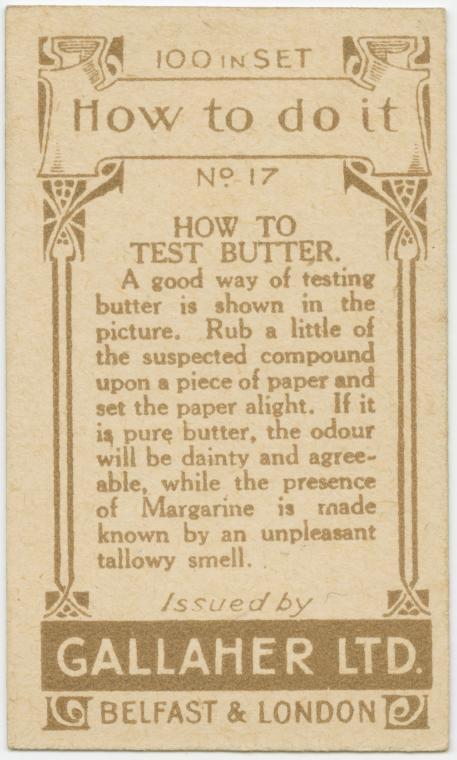 100 IN SET
How to do it
No 17
HOW TO
TEST BUTTER.
A good way of testing
butter is shown in the
picture. Rub a little of
the suspected compound
upon a piece of paper and
set the paper alight. If it
is pure butter, the odour
will be dainty and agree-
able, while the presence
of Margarine is made
known by an unpleasant
tallowy smell.
Issued by
GALLAHER LTD.
BELFAST & LONDON